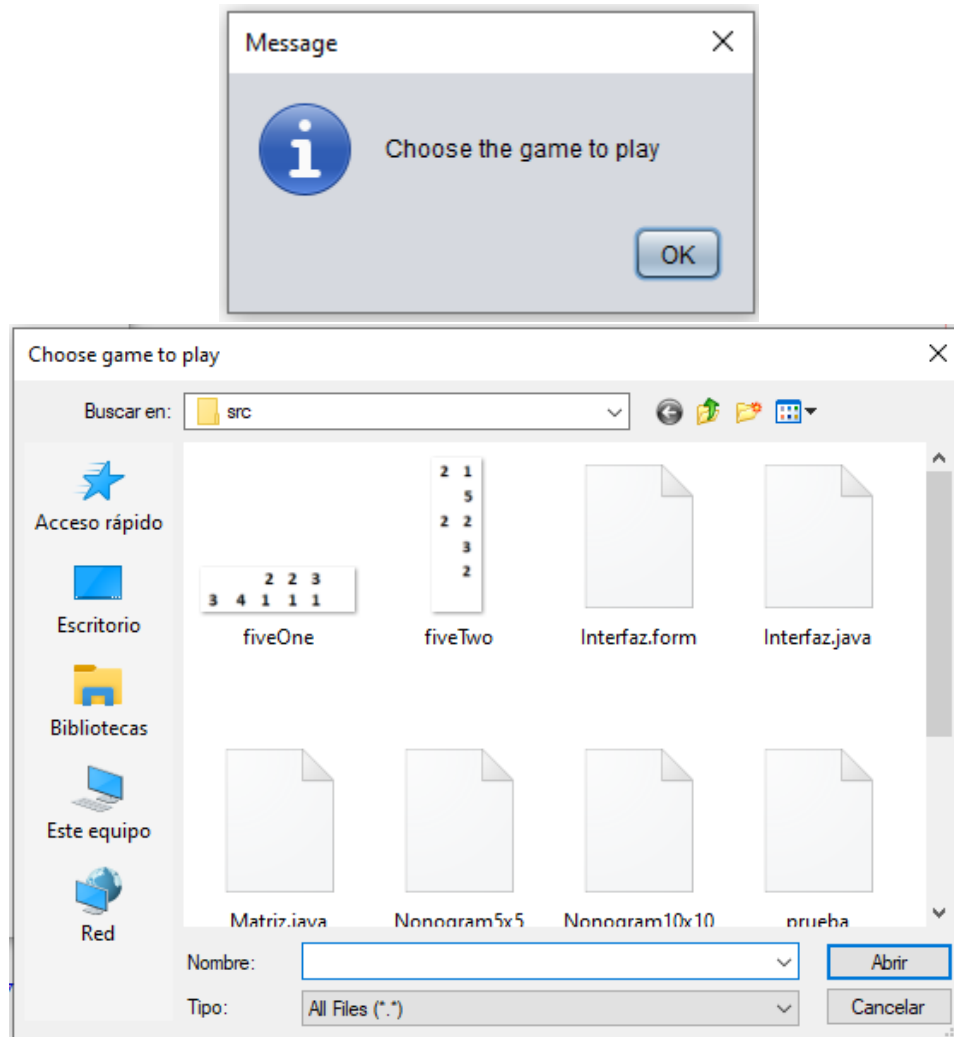 Message
Choose the game to play
OK
Choose game to play
Buscar en: src
Acceso rápido
Escritorio
Bibliotecas
Este equipo
Red
2 2 3
3 4 1 1 1
fiveOne
2 1
5
2 2
3
2
fiveTwo
Interfaz.form
Interfaz.java
Matriz.java
Nonogram5x5
Nonogram10x10
prueba
Nombre:
Abrir
Tipo: All Files (*.*)
Cancelar